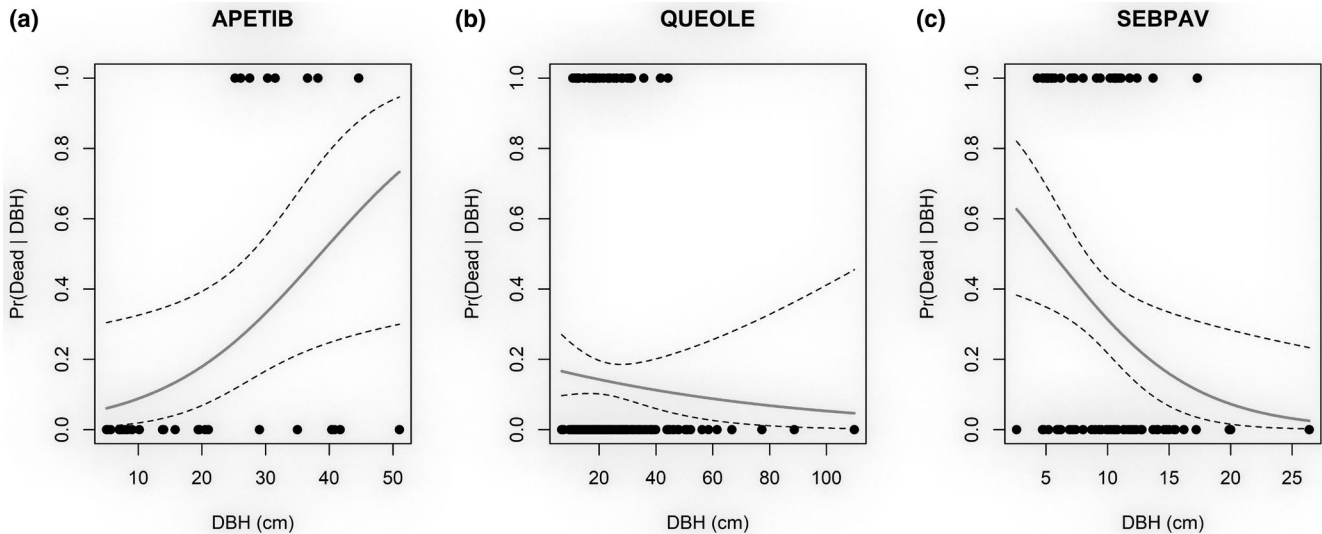 (a) APETIB
Pr(Dead | DBH)
1.0
0.8
0.6
0.4
0.2
0.0
10 20 30 40 50
DBH (cm)
(b) QUEOLE
Pr(Dead | DBH)
1.0
0.8
0.6
0.4
0.2
0.0
20 40 60 80 100
DBH (cm)
(c) SEBPAV
Pr(Dead | DBH)
1.0
0.8
0.6
0.4
0.2
0.0
5 10 15 20 25
DBH (cm)